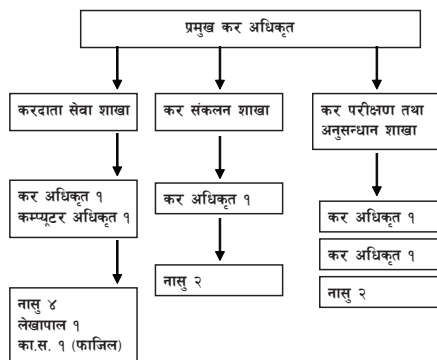 प्रमुख कर अधिकृत
करदाता सेवा शाखा
कर अधिकृत १
कम्प्यूटर अधिकृत १
नासु ४
लेखापाल १
का.स. १ (फाजिल)
कर संकलन शाखा
कर अधिकृत १
नासु २
कर परीक्षण तथा
अनुसन्धान शाखा
कर अधिकृत १
कर अधिकृत १
नासु २